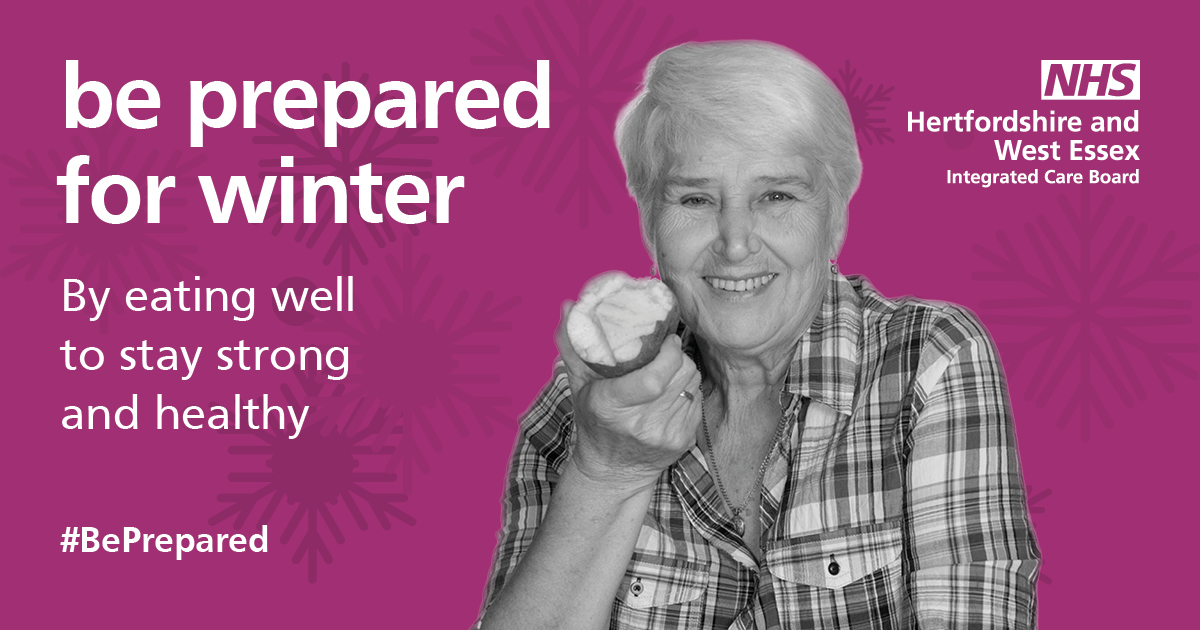 be prepared
for winter
By eating well
to stay strong
and healthy
#BePrepared
NHS
Hertfordshire and
West Essex
Integrated Care Board